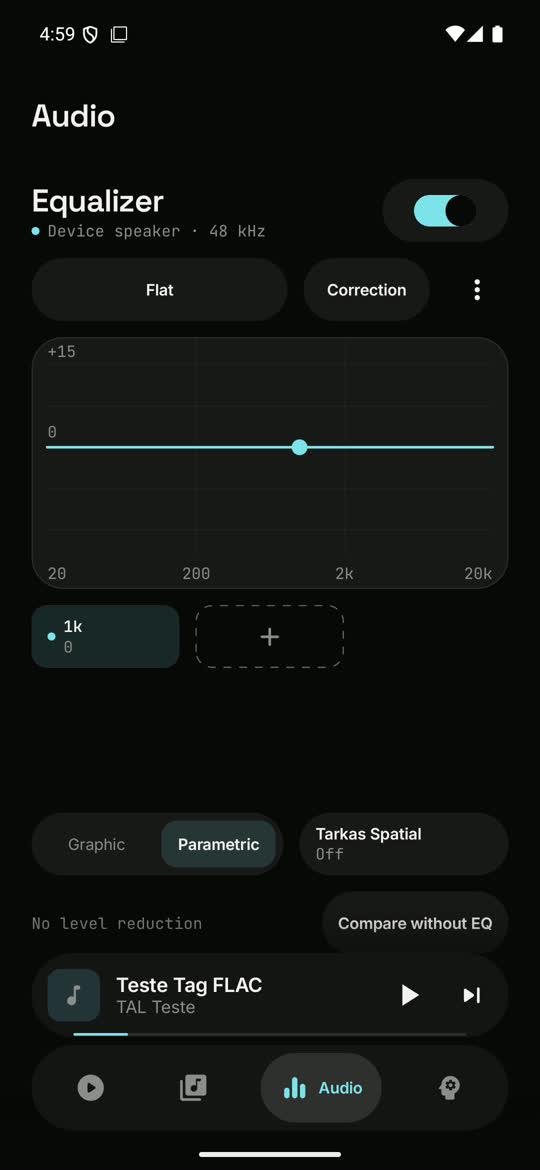 4:59
Audio
Equalizer
Device speaker · 48 kHz
Flat
Correction
+15
0
20 200 2k 20k
1k
0
+
Graphic
Parametric
Tarkas Spatial
Off
No level reduction
Compare without EQ
Teste Tag FLAC
TAL Teste
Audio